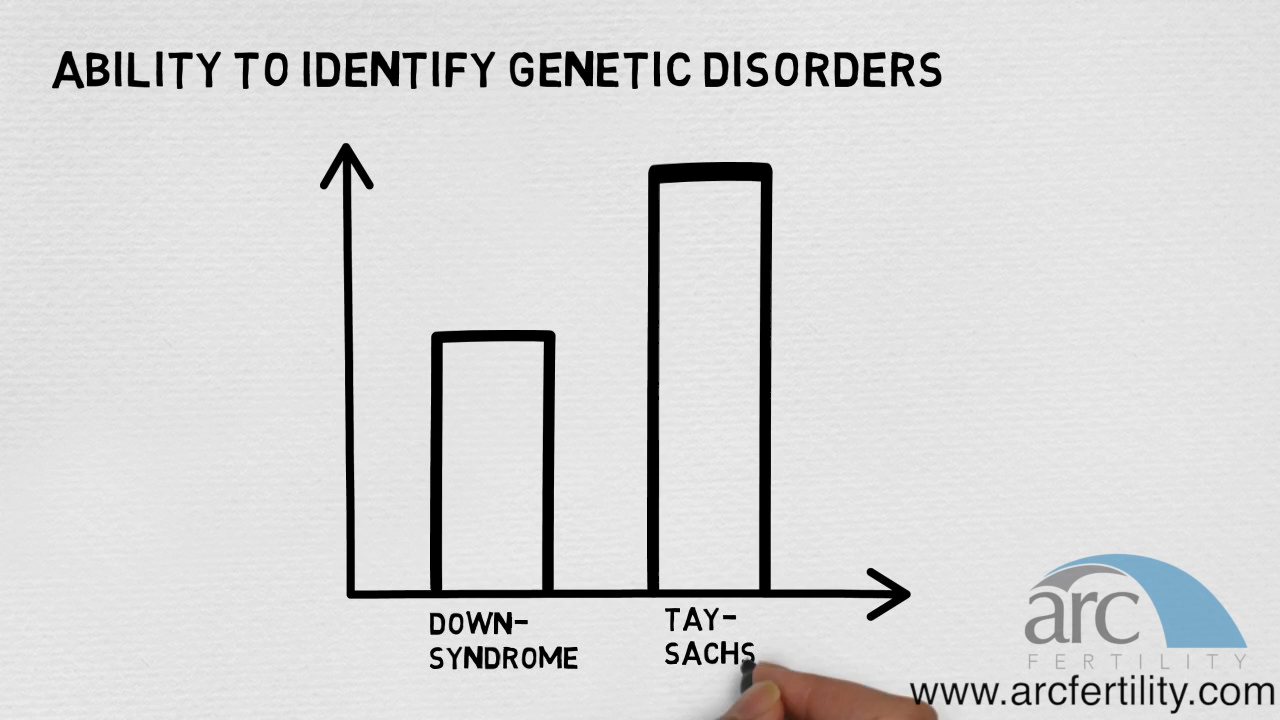 ABILITY TO IDENTIFY GENETIC DISORDERS
DOWN-
SYNDROME
TAY-
SACHS
arc
FERTILITY
www.arcfertility.com